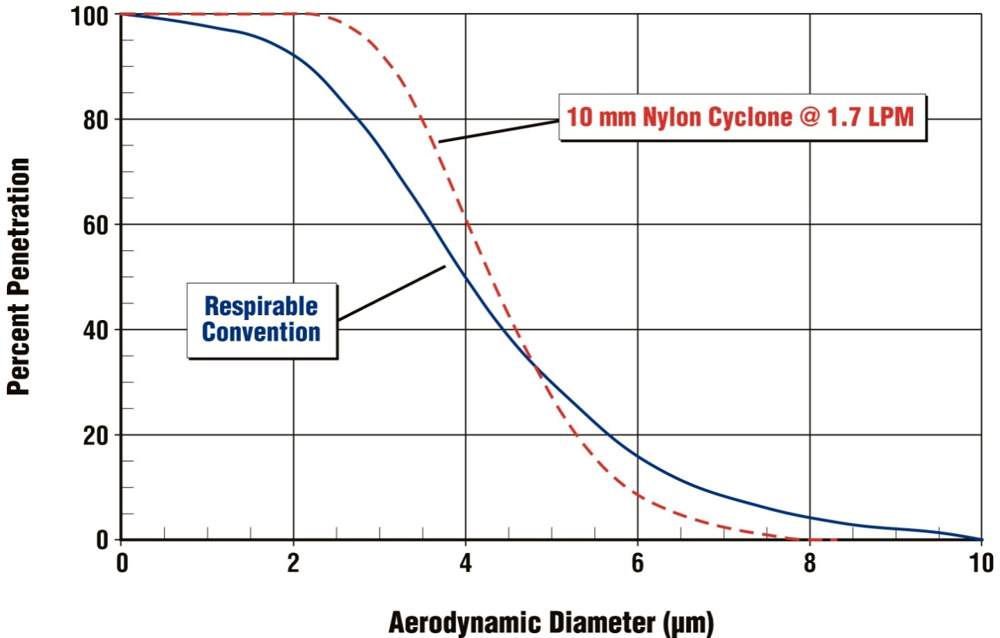 100
80
60
40
20
0
Percent Penetration
10 mm Nylon Cyclone @ 1.7 LPM
Respirable
Convention
0 2 4 6 8 10
Aerodynamic Diameter (µm)